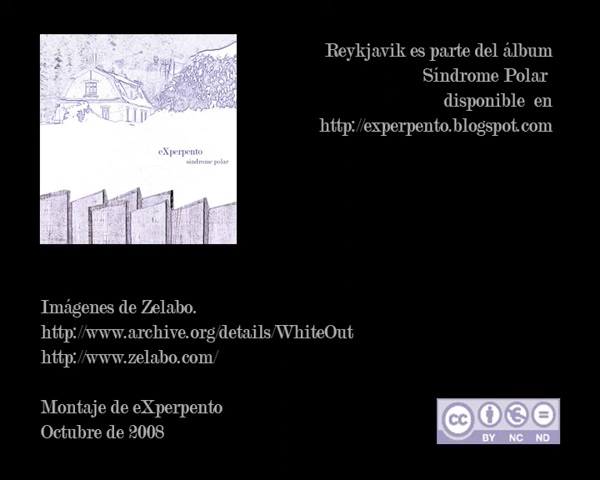 Reykjavik es parte del álbum
Síndrome Polar
disponible en
http://experpento.blogspot.com
eXperpento
síndrome polar
Imágenes de Zelabo.
http://www.archive.org/details/WhiteOut
http://www.zelabo.com/
Montaje de eXperpento
Octubre de 2008
cc
BY NC ND